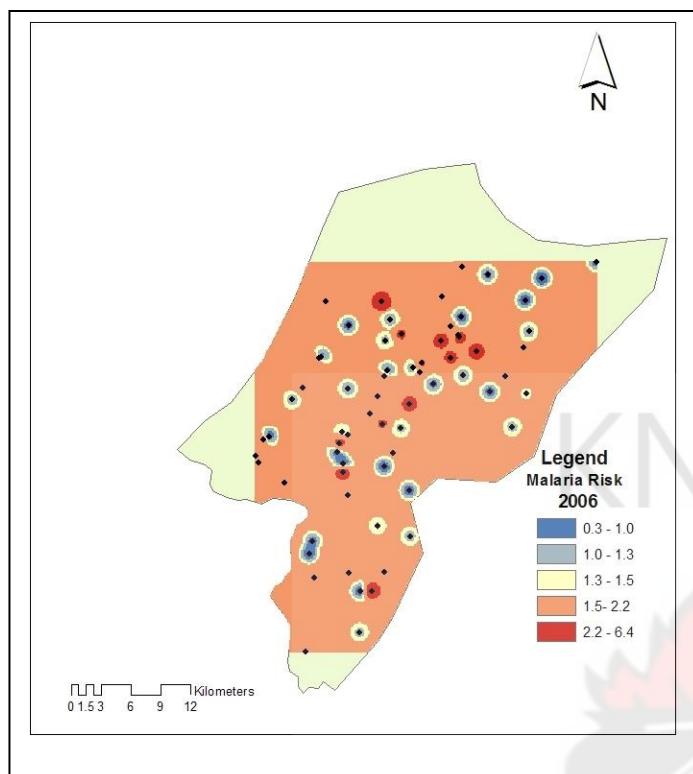 N
KN
Legend
Malaria Risk
2006
0.3 - 1.0
1.0 - 1.3
1.3 - 1.5
1.5- 2.2
2.2 - 6.4
Kilometers
0 1.5 3 6 9 12